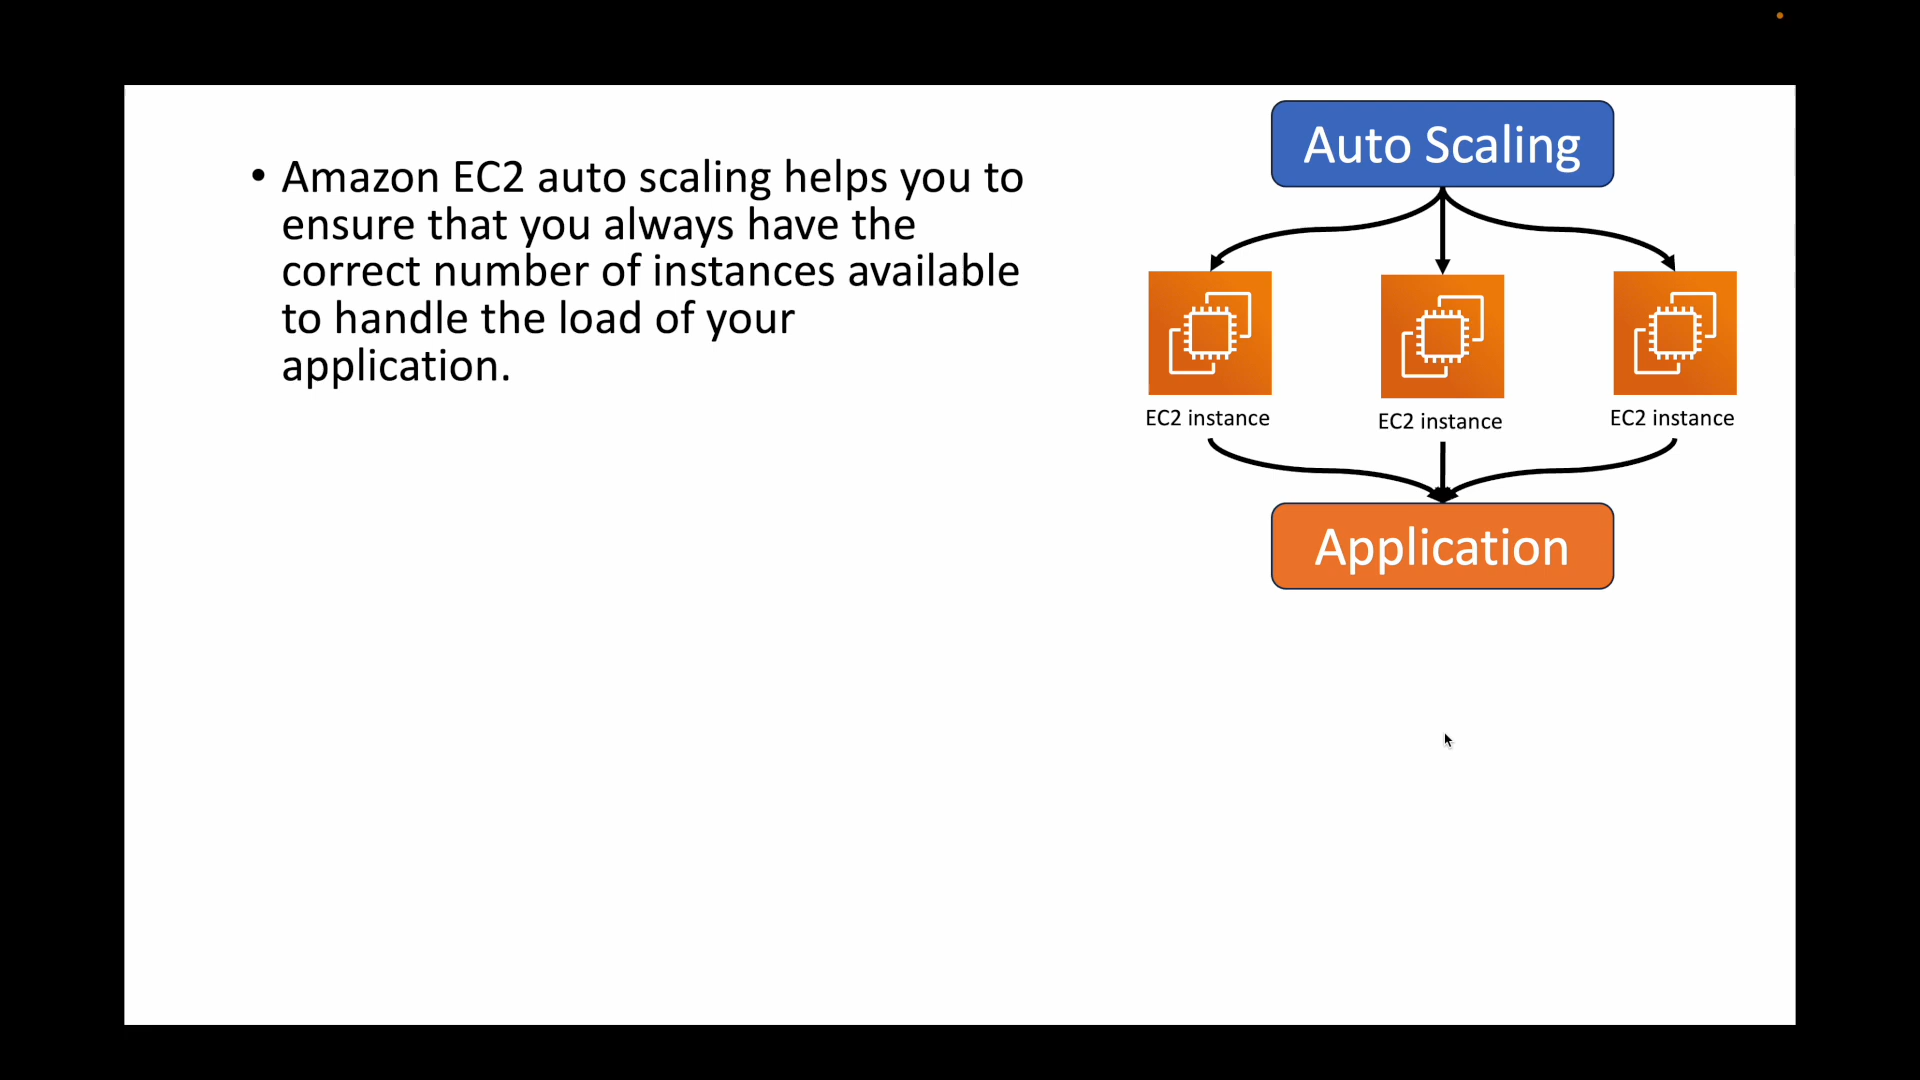 • Amazon EC2 auto scaling helps you to
ensure that you always have the
correct number of instances available
to handle the load of your
application.
Auto Scaling
EC2 instance
EC2 instance
EC2 instance
Application